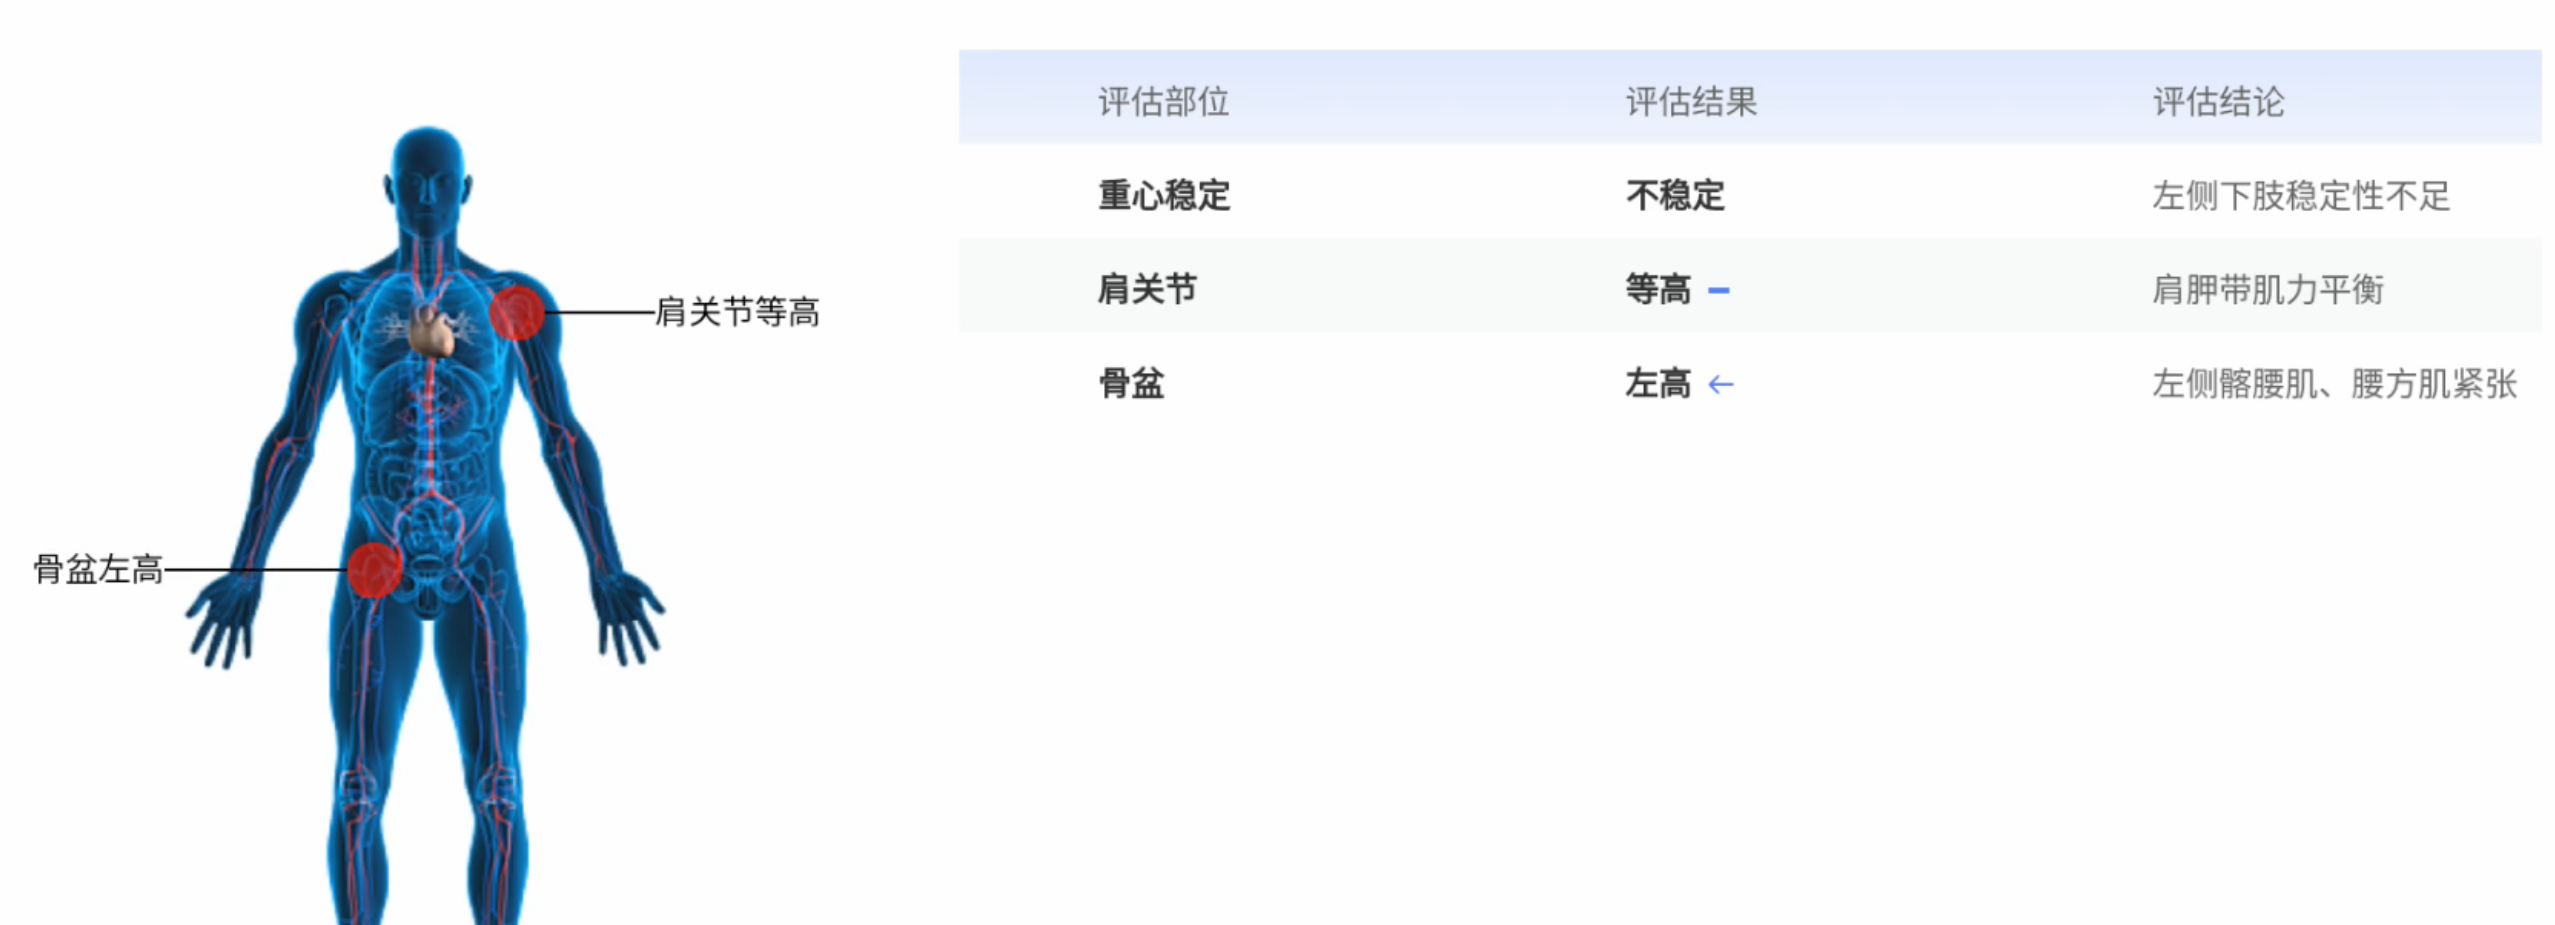 评估部位 评估结果 评估结论
重心稳定 不稳定 左侧下肢稳定性不足
肩关节 等高 肩胛带肌力平衡
骨盆 左高 ← 左侧髂腰肌、腰方肌紧张
肩关节等高
骨盆左高